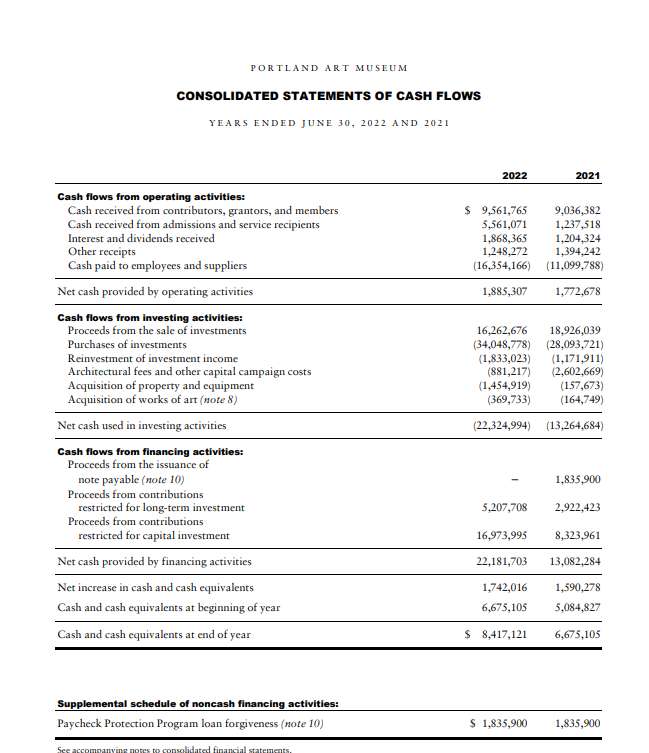 PORTLAND ART MUSEUM
CONSOLIDATED STATEMENTS OF CASH FLOWS
YEARS ENDED JUNE 30, 2022 AND 2021
2022 2021
Cash flows from operating activities:
Cash received from contributors, grantors, and members $ 9,561,765 9,036,382
Cash received from admissions and service recipients 5,561,071 1,237,518
Interest and dividends received 1,868,365 1,204,324
Other receipts 1,248,272 1,394,242
Cash paid to employees and suppliers (16,354,166) (11,099,788)
Net cash provided by operating activities 1,885,307 1,772,678
Cash flows from investing activities:
Proceeds from the sale of investments 16,262,676 18,926,039
Purchases of investments (34,048,778) (28,093,721)
Reinvestment of investment income (1,833,023) (1,171,911)
Architectural fees and other capital campaign costs (881,217) (2,602,669)
Acquisition of property and equipment (1,454,919) (157,673)
Acquisition of works of art (note 8) (369,733) (164,749)
Net cash used in investing activities (22,324,994) (13,264,684)
Cash flows from financing activities:
Proceeds from the issuance of
note payable (note 10) – 1,835,900
Proceeds from contributions
restricted for long-term investment 5,207,708 2,922,423
Proceeds from contributions
restricted for capital investment 16,973,995 8,323,961
Net cash provided by financing activities 22,181,703 13,082,284
Net increase in cash and cash equivalents 1,742,016 1,590,278
Cash and cash equivalents at beginning of year 6,675,105 5,084,827
Cash and cash equivalents at end of year $ 8,417,121 6,675,105
Supplemental schedule of noncash financing activities:
Paycheck Protection Program loan forgiveness (note 10) $ 1,835,900 1,835,900
See accompanying notes to consolidated financial statements.